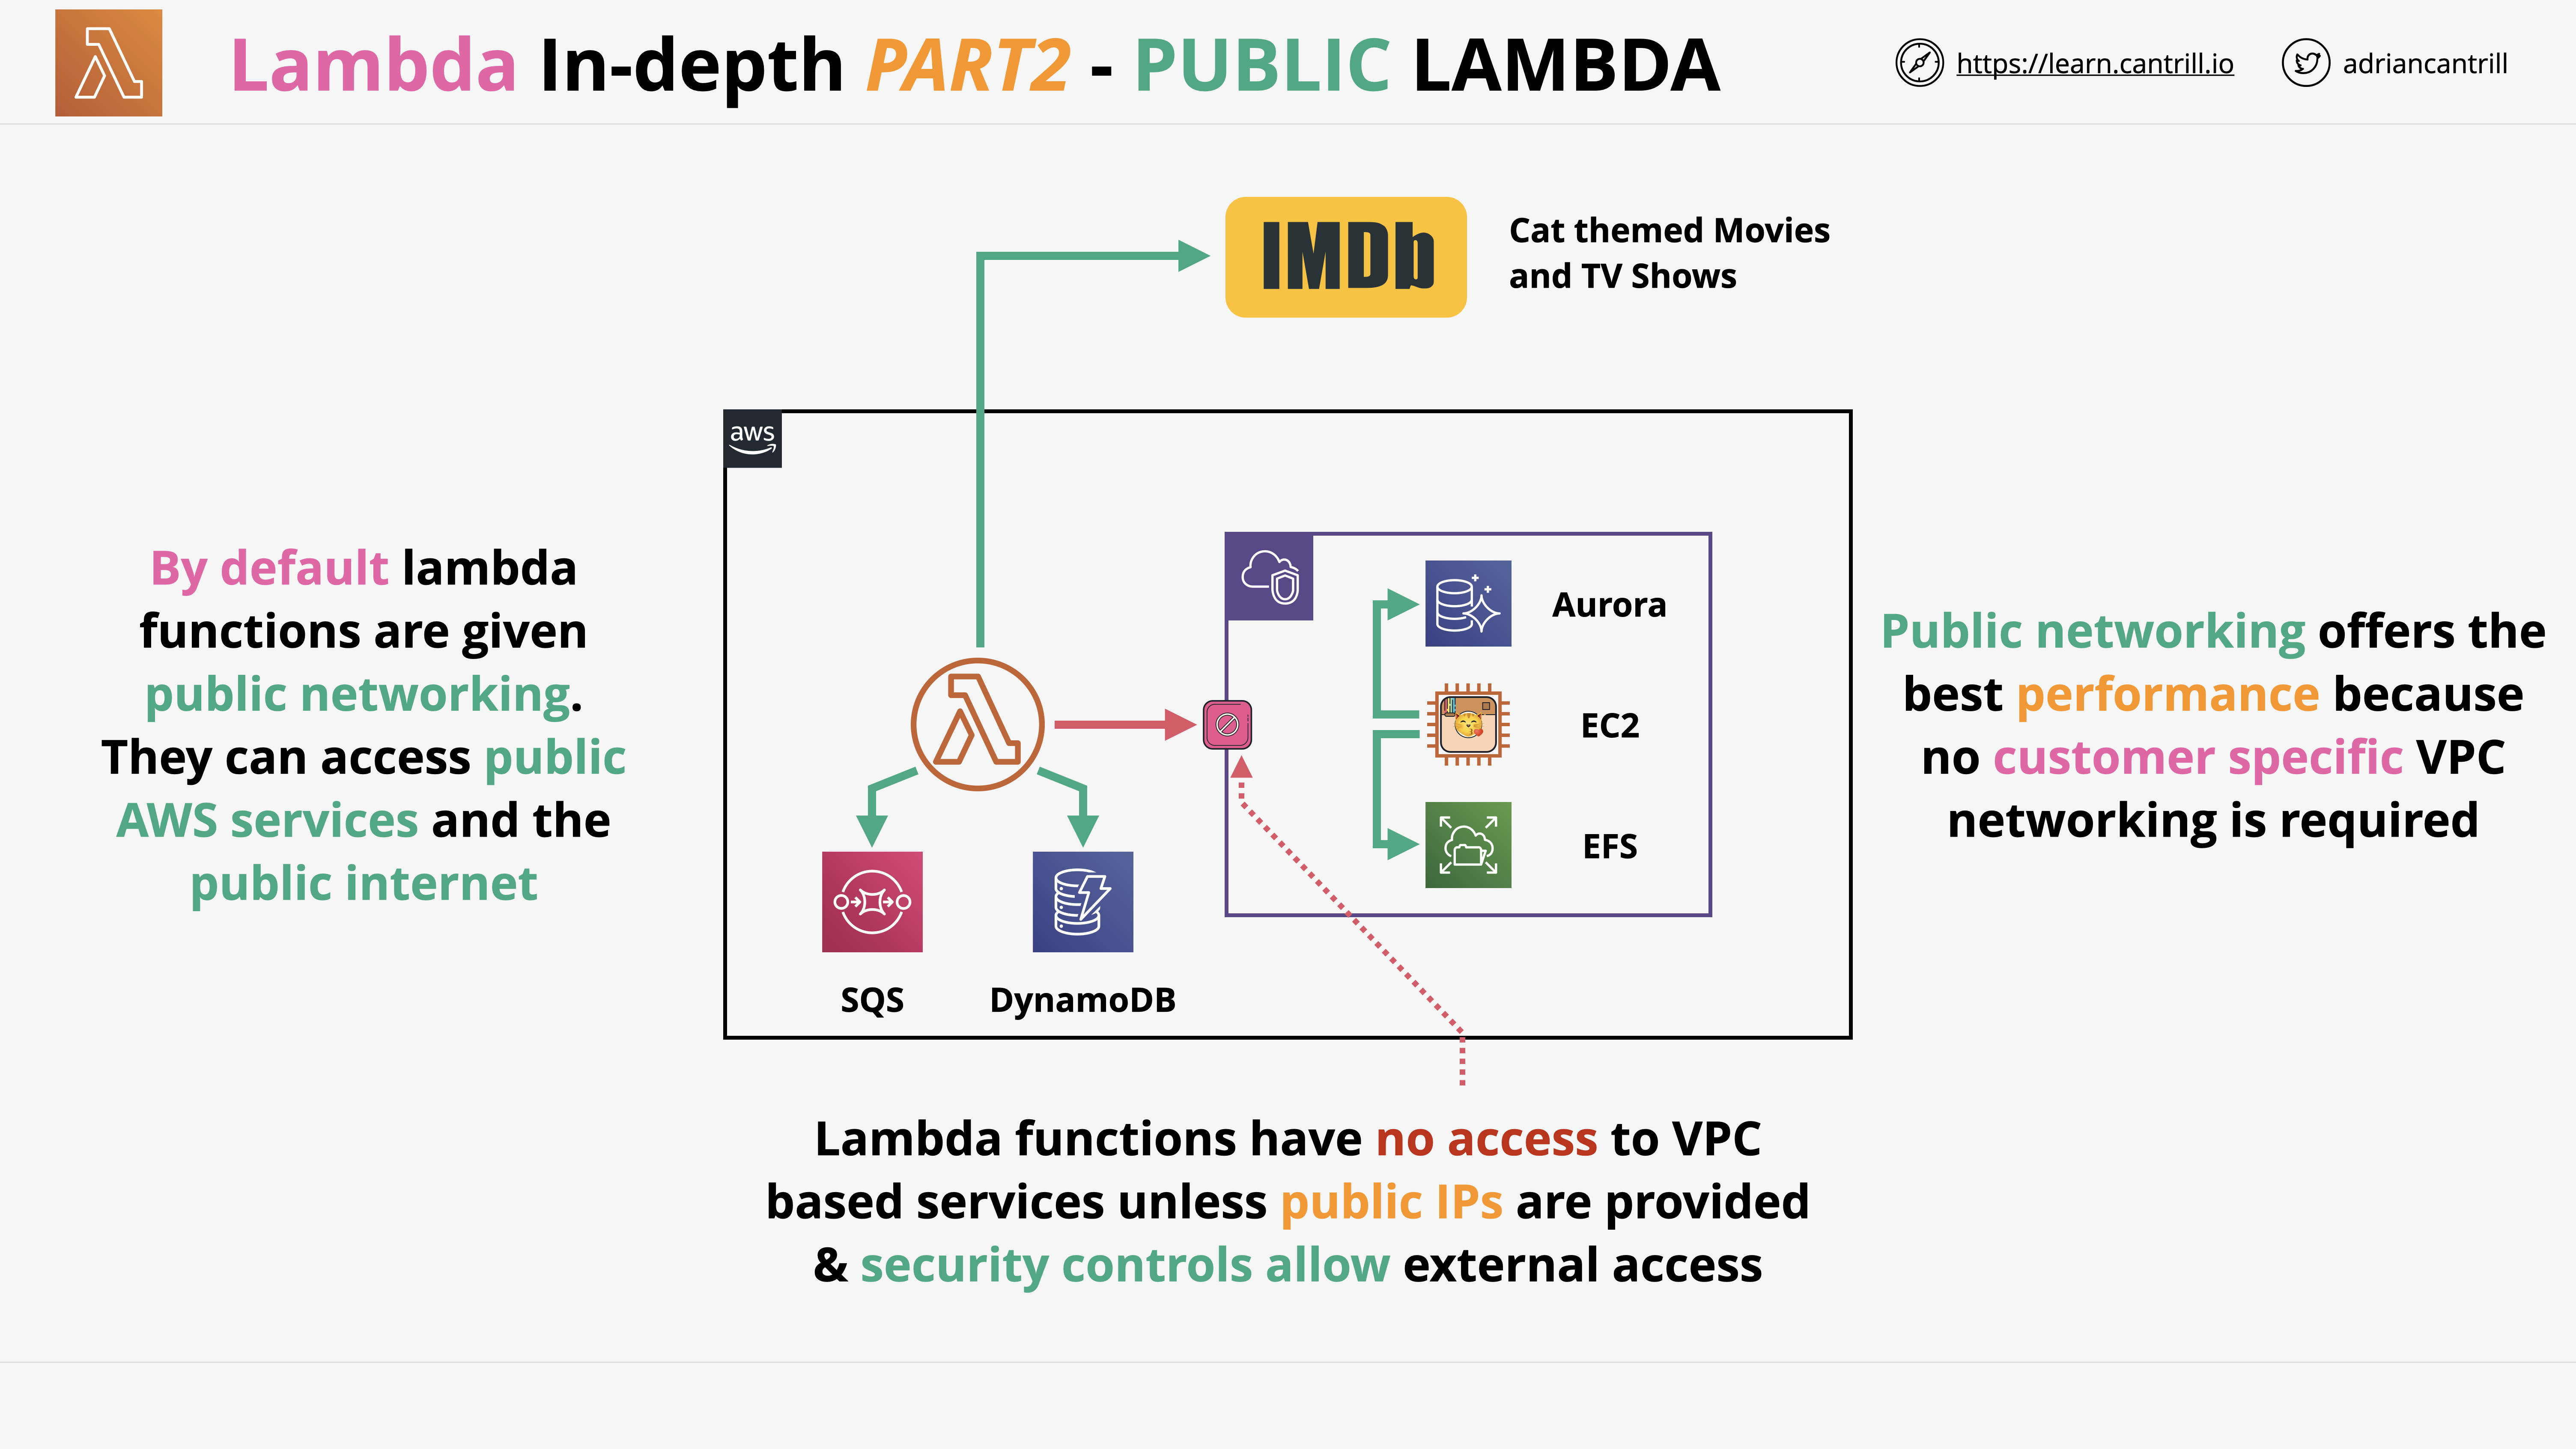 Lambda In-depth PART2 - PUBLIC LAMBDA
https://learn.cantrill.io
adriancantrill
IMDb
Cat themed Movies
and TV Shows
aws
By default lambda
functions are given
public networking.
They can access public
AWS services and the
public internet
Aurora
EC2
EFS
SQS
DynamoDB
Public networking offers the
best performance because
no customer specific VPC
networking is required
Lambda functions have no access to VPC
based services unless public IPs are provided
& security controls allow external access